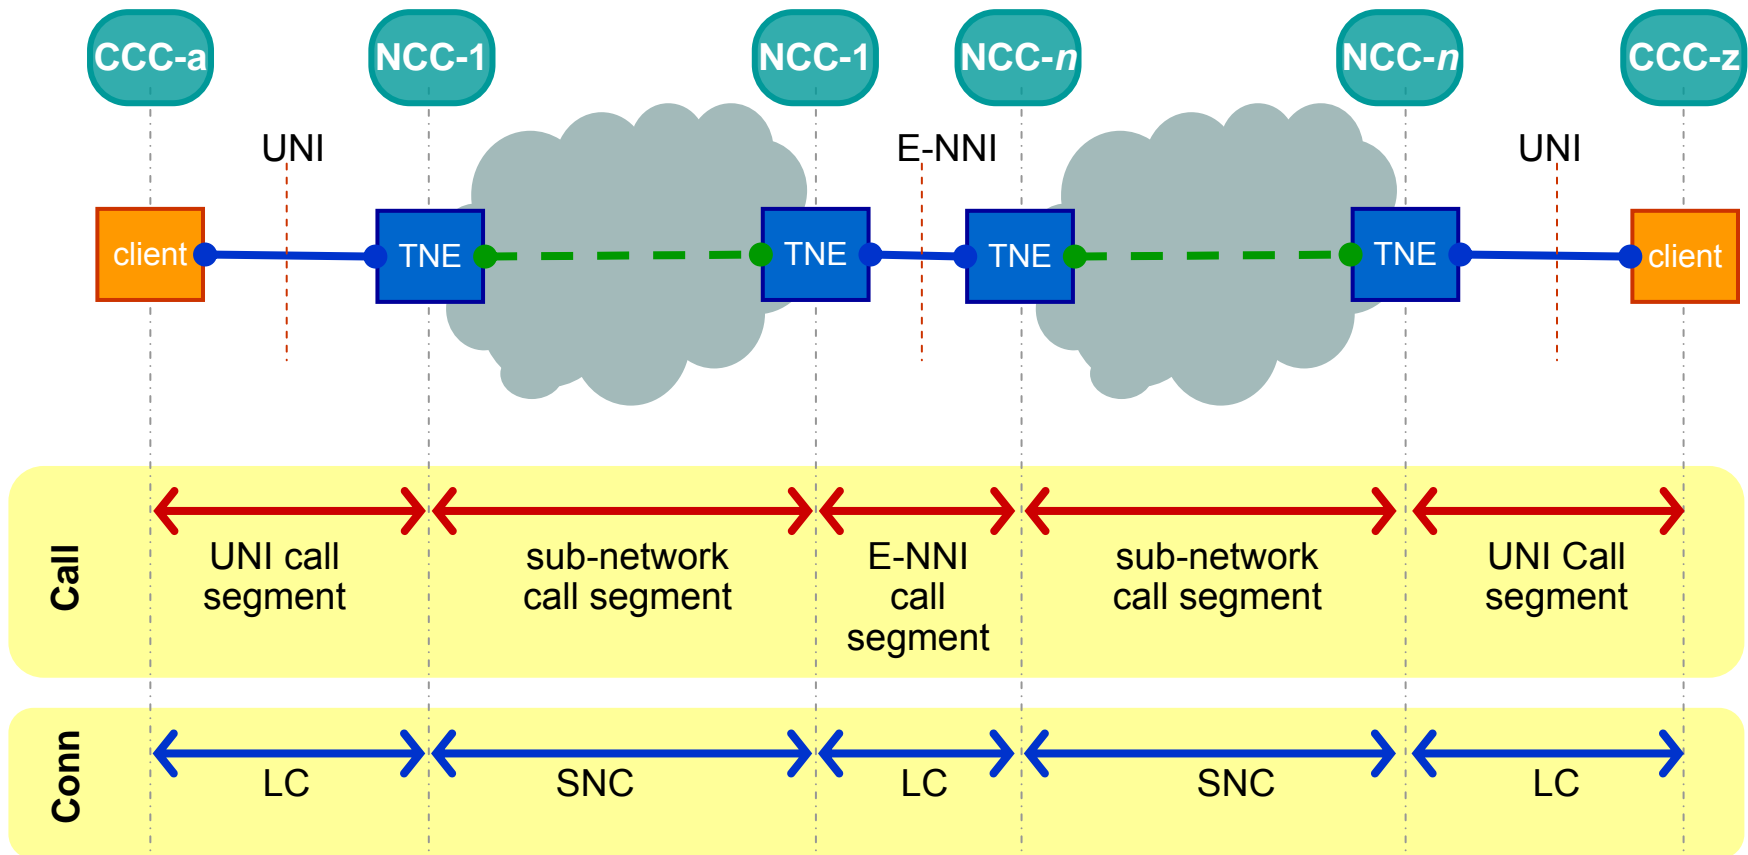 CCC-a
NCC-1
NCC-1
NCC-n
NCC-n
CCC-z
UNI
E-NNI
UNI
client
TNE
TNE
TNE
TNE
client
Call
UNI call
segment
sub-network
call segment
E-NNI
call
segment
sub-network
call segment
UNI Call
segment
Conn
LC
SNC
LC
SNC
LC